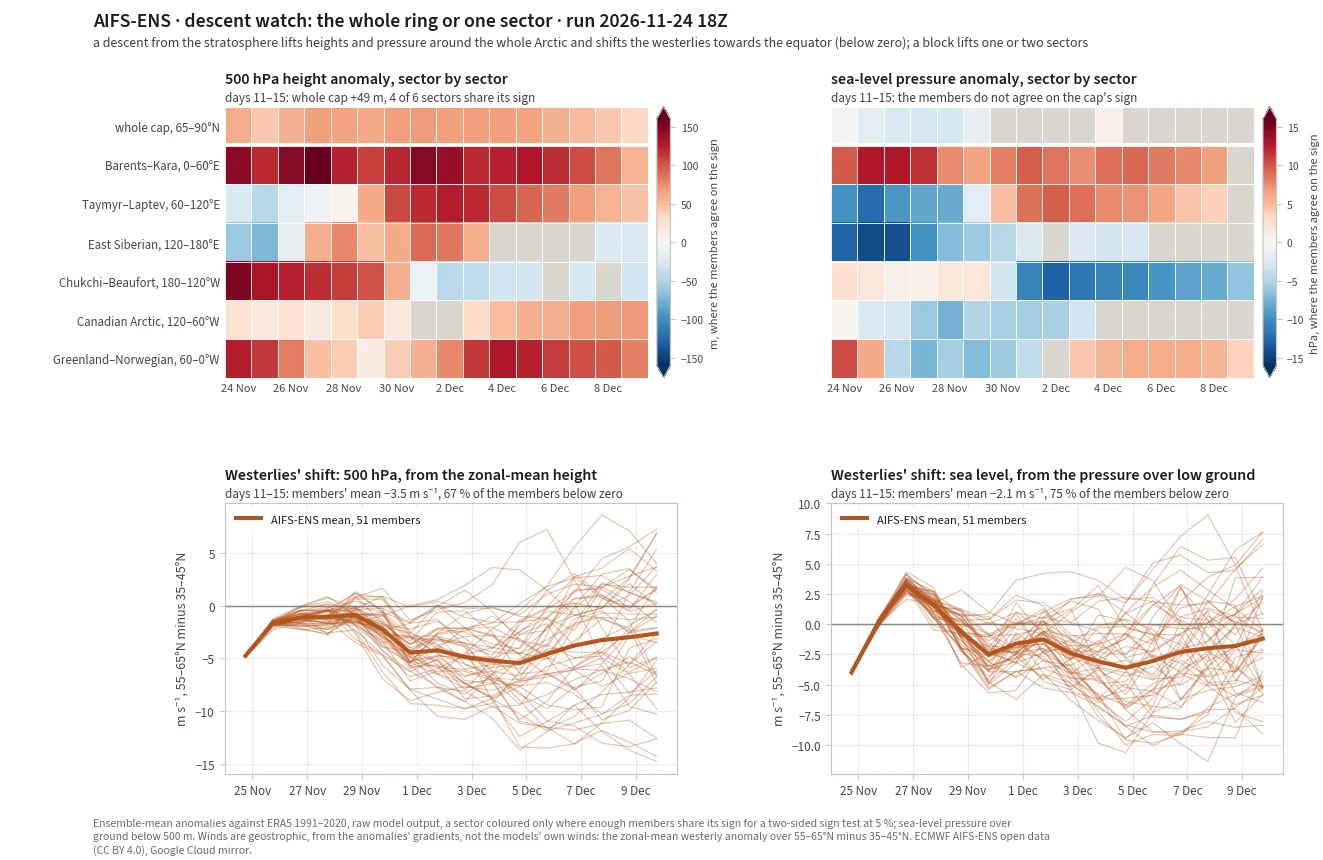 AIFS-ENS · descent watch: the whole ring or one sector · run 2026-11-24 18Z
a descent from the stratosphere lifts heights and pressure around the whole Arctic and shifts the westerlies towards the equator (below zero); a block lifts one or two sectors
500 hPa height anomaly, sector by sector
days 11–15: whole cap +49 m, 4 of 6 sectors share its sign
whole cap, 65–90°N
Barents–Kara, 0–60°E
Taymyr–Laptev, 60–120°E
East Siberian, 120–180°E
Chukchi–Beaufort, 180–120°W
Canadian Arctic, 120–60°W
Greenland–Norwegian, 60–0°W
24 Nov 26 Nov 28 Nov 30 Nov 2 Dec 4 Dec 6 Dec 8 Dec
150
100
50
0
−50
−100
−150
m, where the members agree on the sign
sea-level pressure anomaly, sector by sector
days 11–15: the members do not agree on the cap's sign
24 Nov 26 Nov 28 Nov 30 Nov 2 Dec 4 Dec 6 Dec 8 Dec
15
10
5
0
−5
−10
−15
hPa, where the members agree on the sign
Westerlies' shift: 500 hPa, from the zonal-mean height
days 11–15: members' mean −3.5 m s⁻¹, 67 % of the members below zero
AIFS-ENS mean, 51 members
m s⁻¹, 55–65°N minus 35–45°N
5
0
−5
−10
−15
25 Nov 27 Nov 29 Nov 1 Dec 3 Dec 5 Dec 7 Dec 9 Dec
Westerlies' shift: sea level, from the pressure over low ground
days 11–15: members' mean −2.1 m s⁻¹, 75 % of the members below zero
AIFS-ENS mean, 51 members
m s⁻¹, 55–65°N minus 35–45°N
10.0
7.5
5.0
2.5
0.0
−2.5
−5.0
−7.5
−10.0
25 Nov 27 Nov 29 Nov 1 Dec 3 Dec 5 Dec 7 Dec 9 Dec
Ensemble-mean anomalies against ERA5 1991–2020, raw model output, a sector coloured only where enough members share its sign for a two-sided sign test at 5 %; sea-level pressure over
ground below 500 m. Winds are geostrophic, from the anomalies' gradients, not the models' own winds: the zonal-mean westerly anomaly over 55–65°N minus 35–45°N. ECMWF AIFS-ENS open data
(CC BY 4.0), Google Cloud mirror.